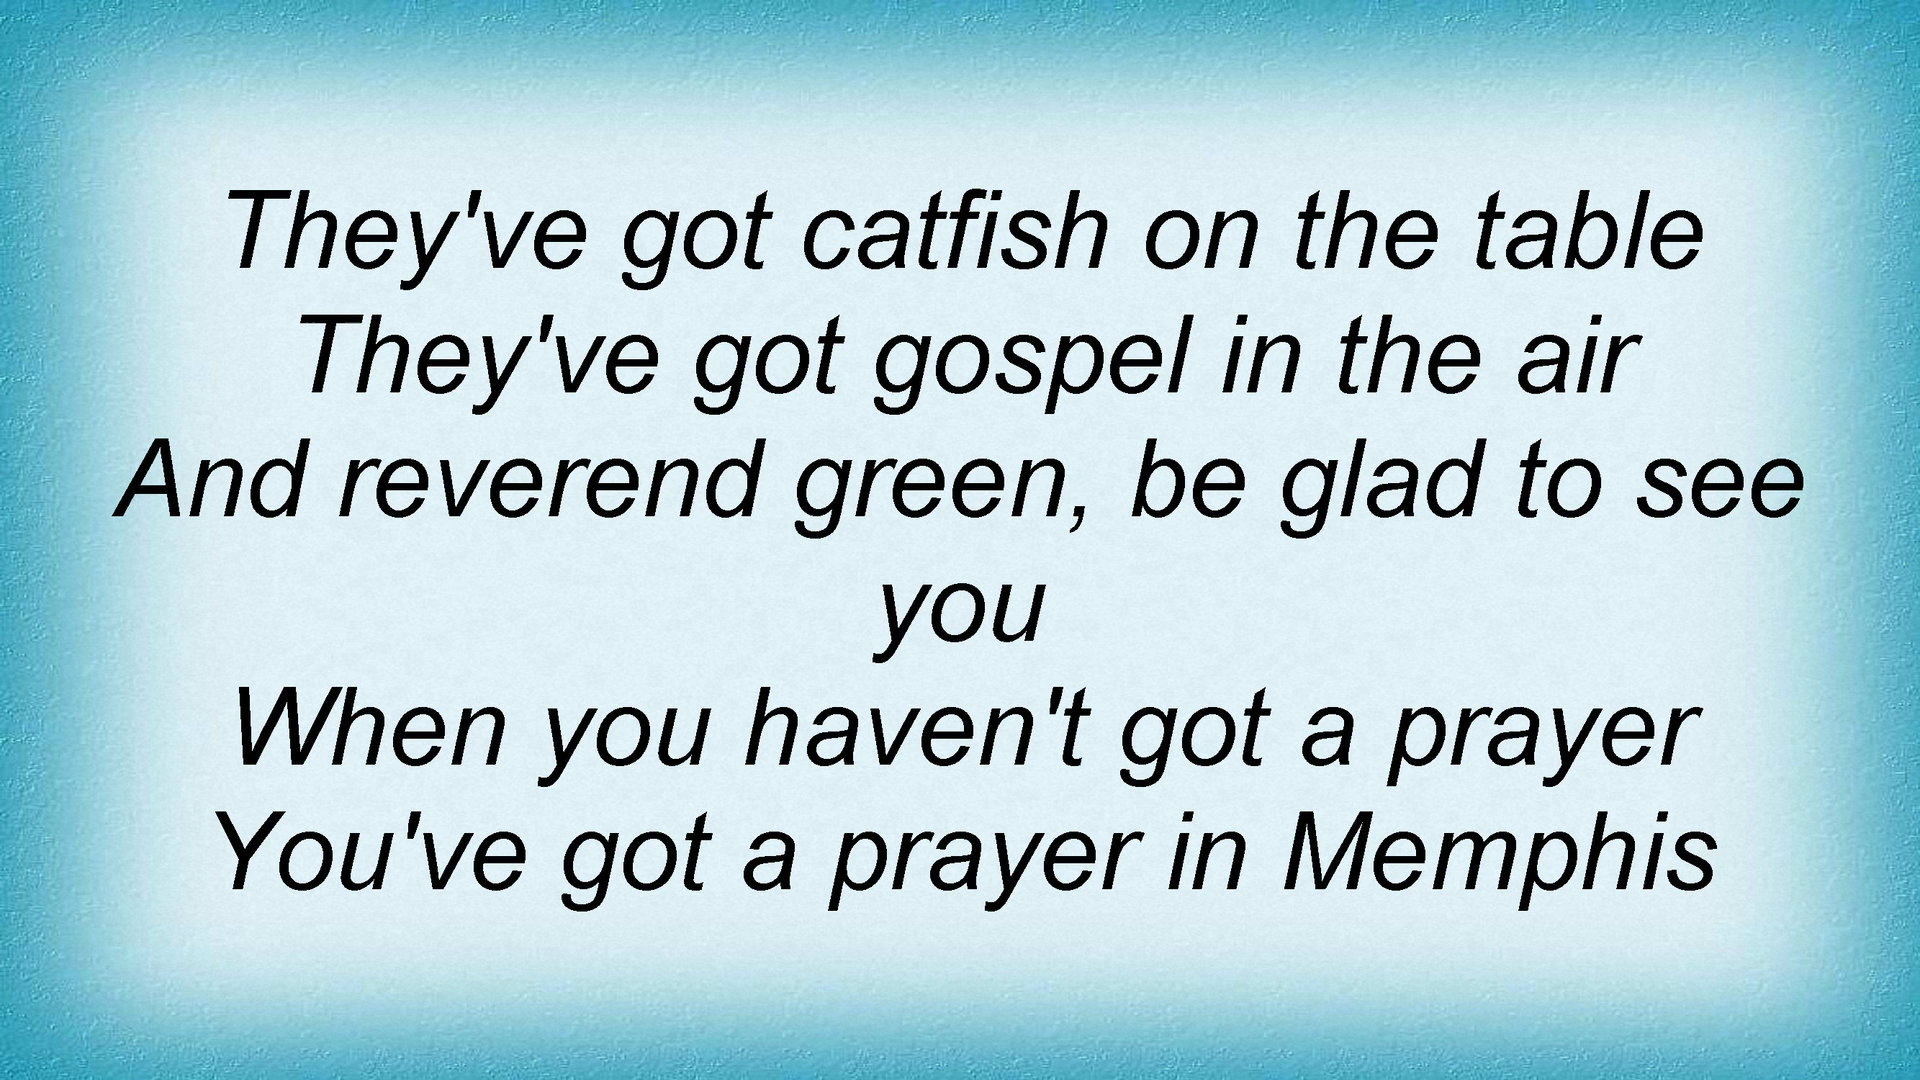 They've got catfish on the table
They've got gospel in the air
And reverend green, be glad to see
you
When you haven't got a prayer
You've got a prayer in Memphis